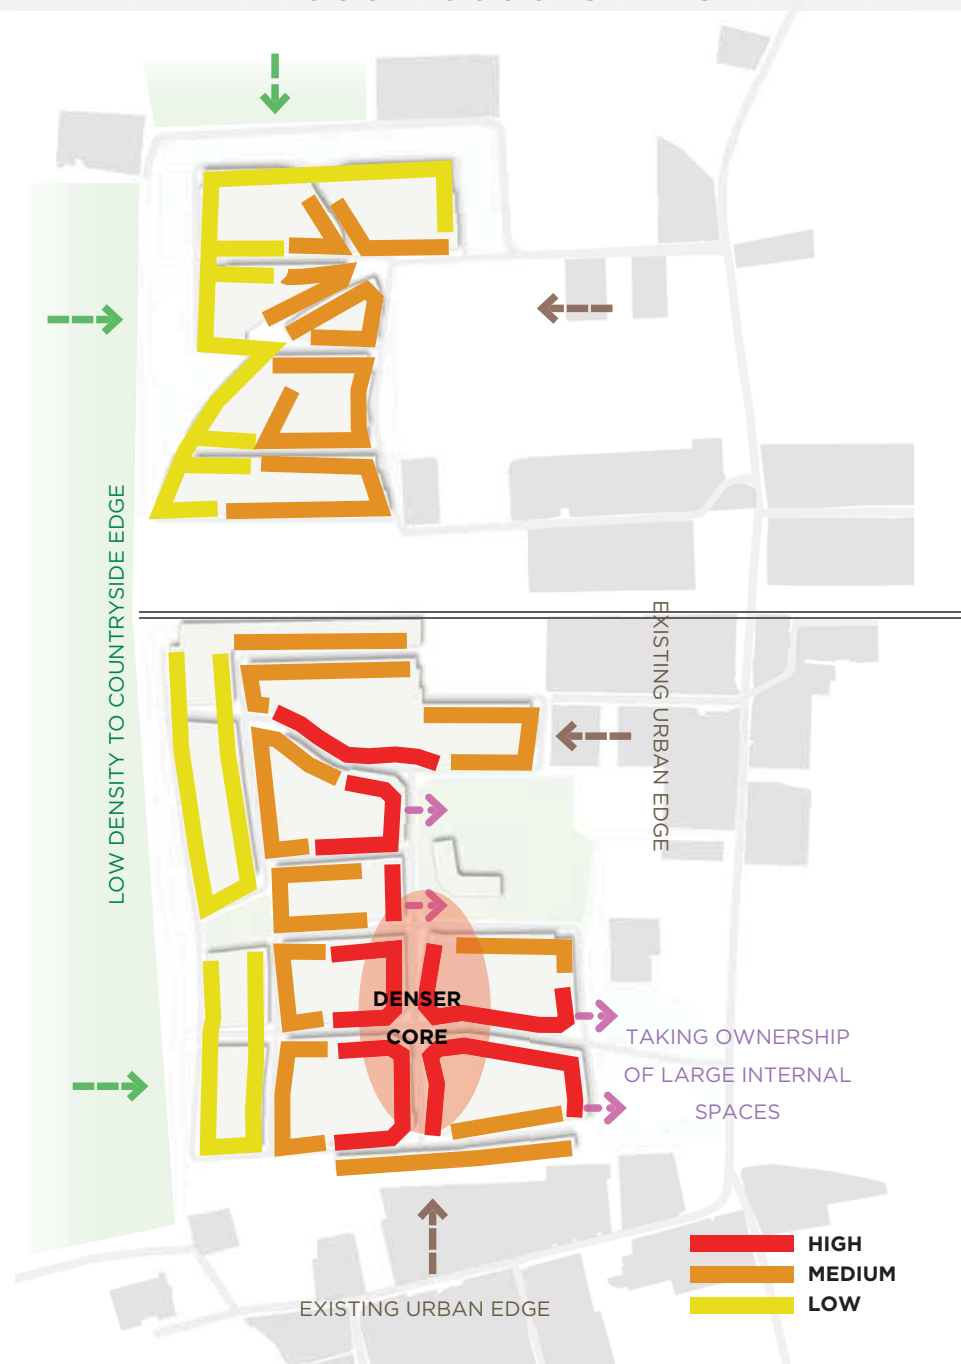 LOW DENSITY TO COUNTRYSIDE EDGE
EXISTING URBAN EDGE
DENSER
CORE
TAKING OWNERSHIP
OF LARGE INTERNAL
SPACES
HIGH
MEDIUM
LOW
EXISTING URBAN EDGE